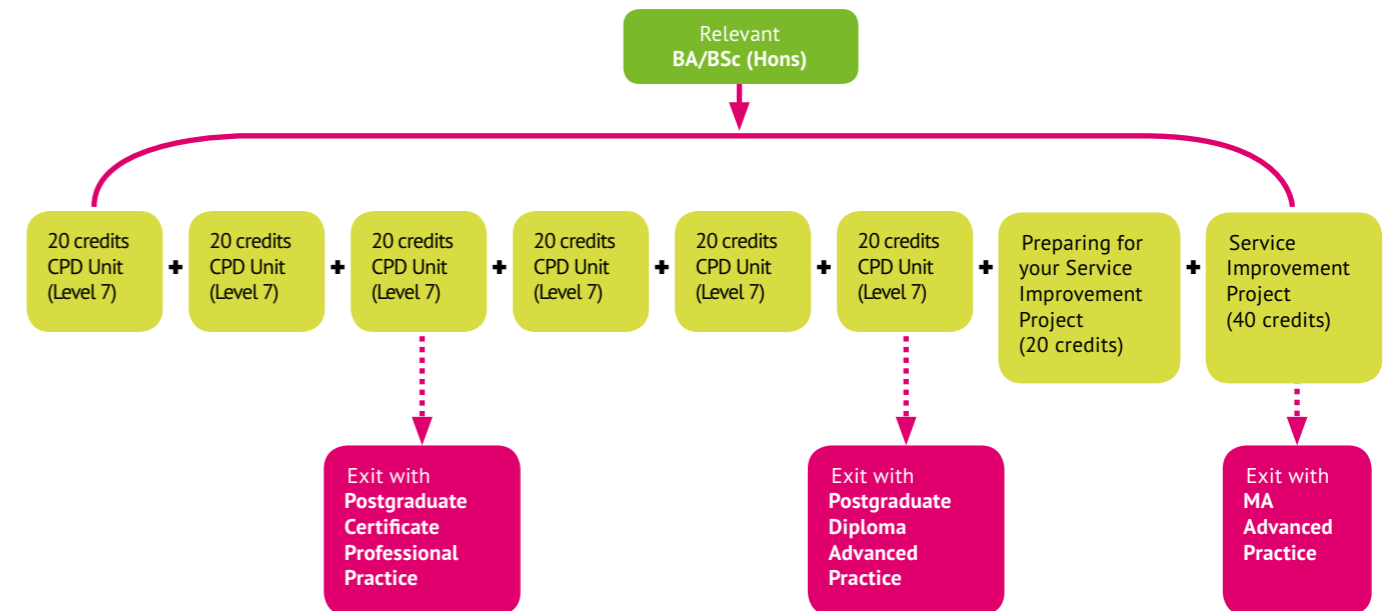 Relevant
BA/BSc (Hons)
20 credits
CPD Unit
(Level 7)
+
20 credits
CPD Unit
(Level 7)
+
20 credits
CPD Unit
(Level 7)
+
20 credits
CPD Unit
(Level 7)
+
20 credits
CPD Unit
(Level 7)
+
20 credits
CPD Unit
(Level 7)
+
Preparing for
your Service
Improvement
Project
(20 credits)
+
Service
Improvement
Project
(40 credits)
Exit with
Postgraduate
Certificate
Professional
Practice
Exit with
Postgraduate
Diploma
Advanced
Practice
Exit with
MA
Advanced
Practice